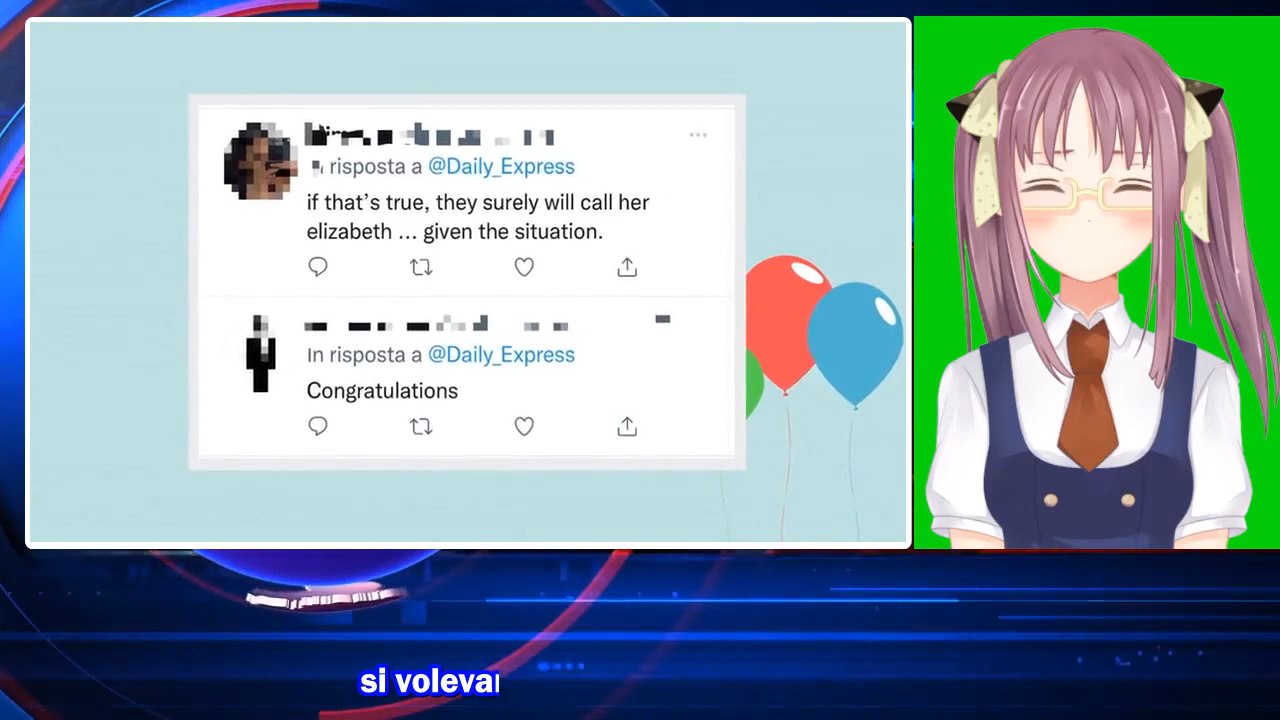 risposta a @Daily_Express
if that's true, they surely will call her
elizabeth ... given the situation.
In risposta a @Daily_Express
Congratulations
si voleva